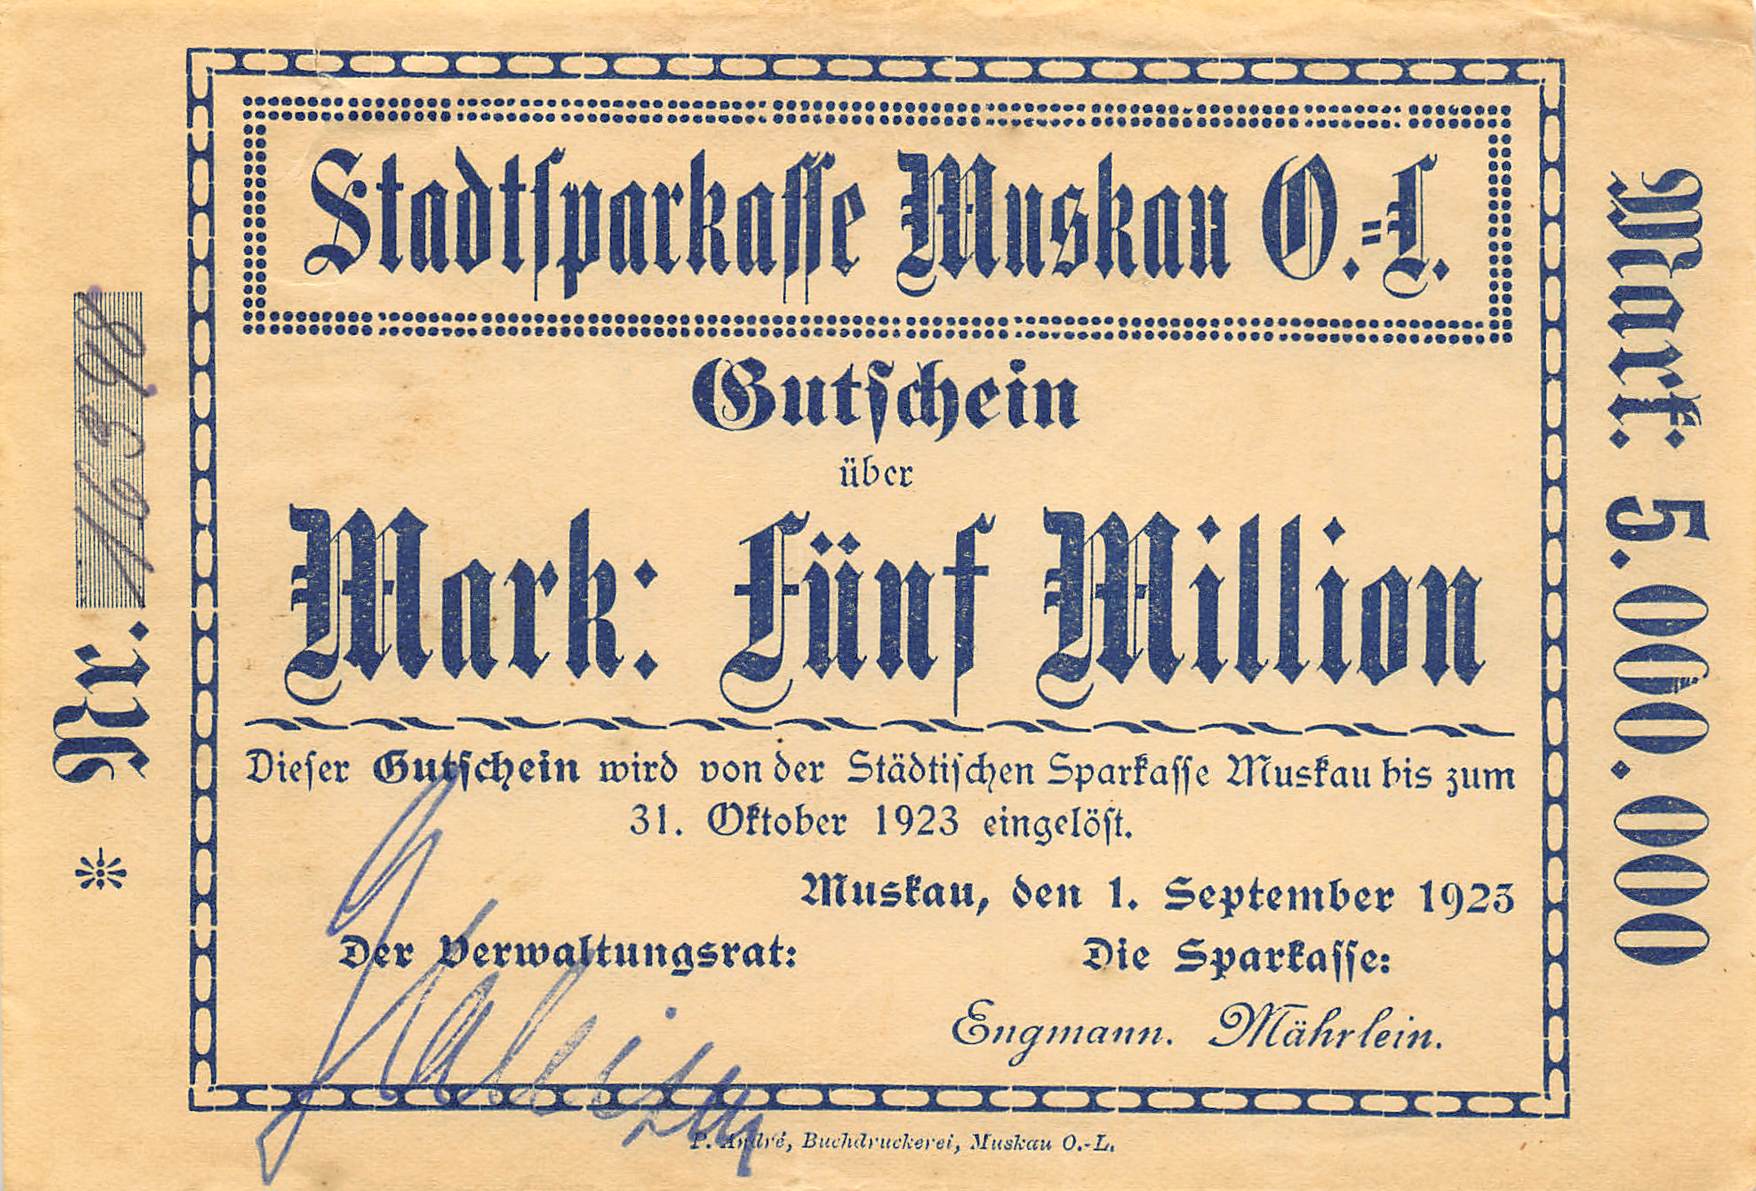 Stadtsparkasse Muskau O.=L.
Gutschein
über
Mark: Fünf Million
Dieser Gutschein wird von der Städtischen Sparkasse Muskau bis zum
31. Oktober 1923 eingelöst.
Muskau, den 1. September 1923
Der Verwaltungsrat:
Die Sparkasse:
Engmann. Mährlein.
P. André, Buchdruckerei, Muskau O.-L.
* Nr. 16398
Mark: 5.000.000